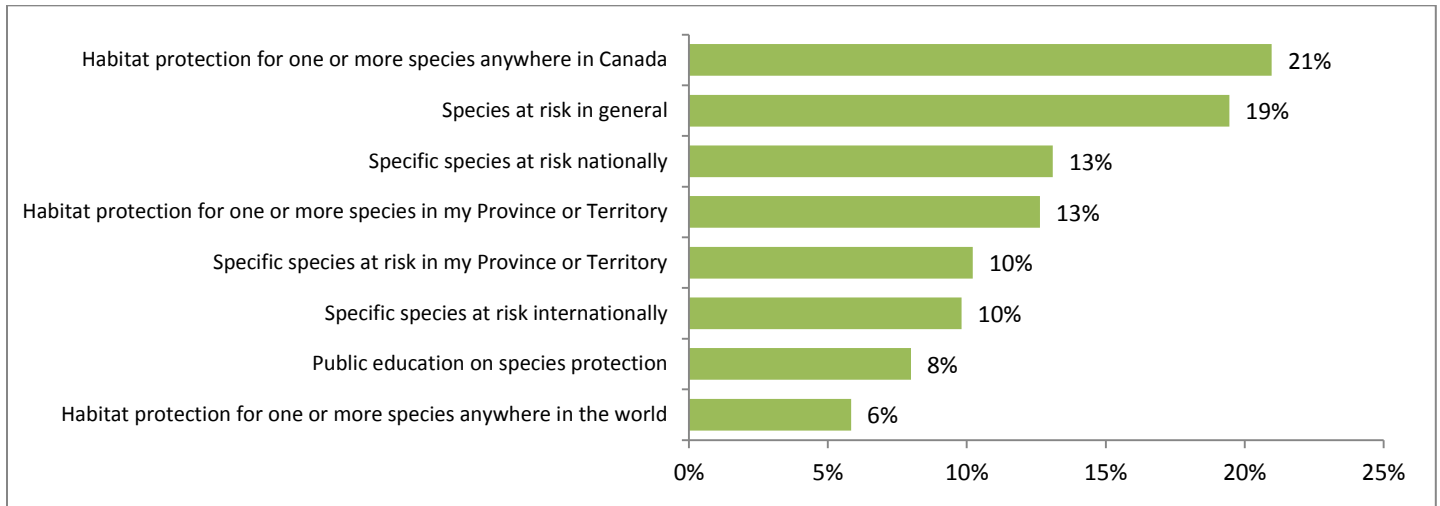 Habitat protection for one or more species anywhere in Canada 21%
Species at risk in general 19%
Specific species at risk nationally 13%
Habitat protection for one or more species in my Province or Territory 13%
Specific species at risk in my Province or Territory 10%
Specific species at risk internationally 10%
Public education on species protection 8%
Habitat protection for one or more species anywhere in the world 6%
0% 5% 10% 15% 20% 25%